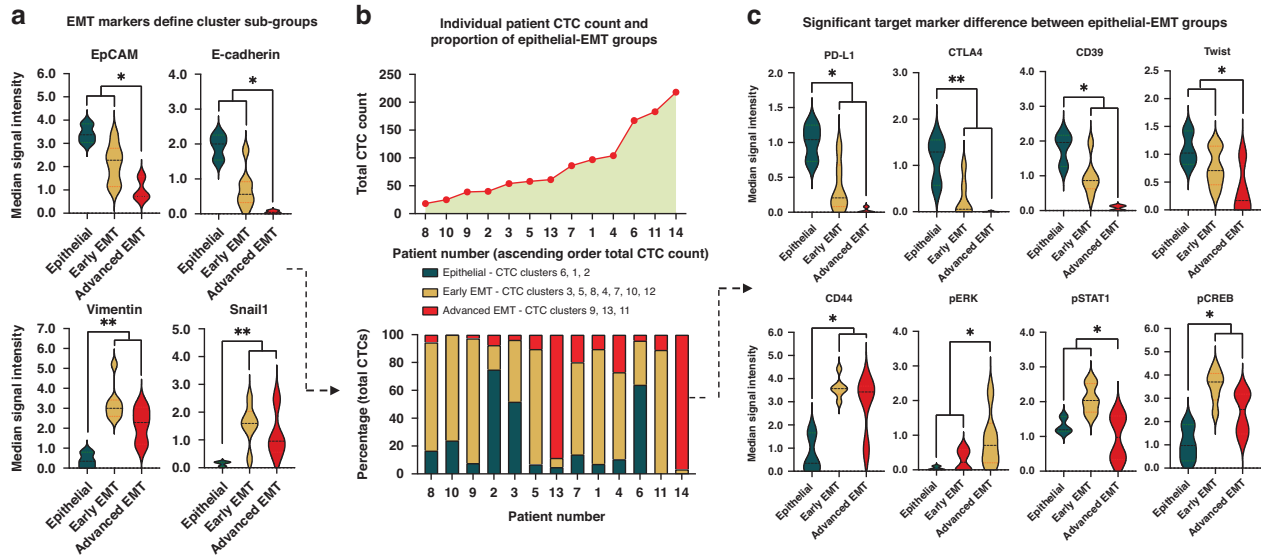 a
EMT markers define cluster sub-groups
EpCAM
E-cadherin
Median signal intensity
6.0
5.0
4.0
3.0
2.0
1.0
0.0
*
Epithelial
Early EMT
Advanced EMT
4.0
3.0
2.0
1.0
0.0
*
Epithelial
Early EMT
Advanced EMT
Vimentin
Snail1
Median signal intensity
7.0
6.0
5.0
4.0
3.0
2.0
1.0
0.0
**
Epithelial
Early EMT
Advanced EMT
5.0
4.0
3.0
2.0
1.0
0.0
**
Epithelial
Early EMT
Advanced EMT
b
Individual patient CTC count and
proportion of epithelial-EMT groups
Total CTC count
250
200
150
100
50
0
8 10 9 2 3 5 13 7 1 4 6 11 14
Patient number (ascending order total CTC count)
Epithelial - CTC clusters 6, 1, 2
Early EMT - CTC clusters 3, 5, 8, 4, 7, 10, 12
Advanced EMT - CTC clusters 9, 13, 11
Percentage (total CTCs)
100
80
60
40
20
0
8 10 9 2 3 5 13 7 1 4 6 11 14
Patient number
c
Significant target marker difference between epithelial-EMT groups
PD-L1
CTLA4
CD39
Twist
Median signal intensity
1.5
2.0
1.0
0.5
0.0
*
Epithelial
Early EMT
Advanced EMT
3.0
2.0
1.0
0.0
**
Epithelial
Early EMT
Advanced EMT
4.0
3.0
2.0
1.0
0.0
*
Epithelial
Early EMT
Advanced EMT
2.5
2.0
1.5
1.0
0.5
0.0
*
Epithelial
Early EMT
Advanced EMT
CD44
pERK
pSTAT1
pCREB
Median signal intensity
5.0
4.0
3.0
2.0
1.0
0.0
*
Epithelial
Early EMT
Advanced EMT
4.0
3.0
2.0
1.0
0.0
*
Epithelial
Early EMT
Advanced EMT
4.0
3.0
2.0
1.0
0.0
*
Epithelial
Early EMT
Advanced EMT
5.0
4.0
3.0
2.0
1.0
0.0
*
Epithelial
Early EMT
Advanced EMT